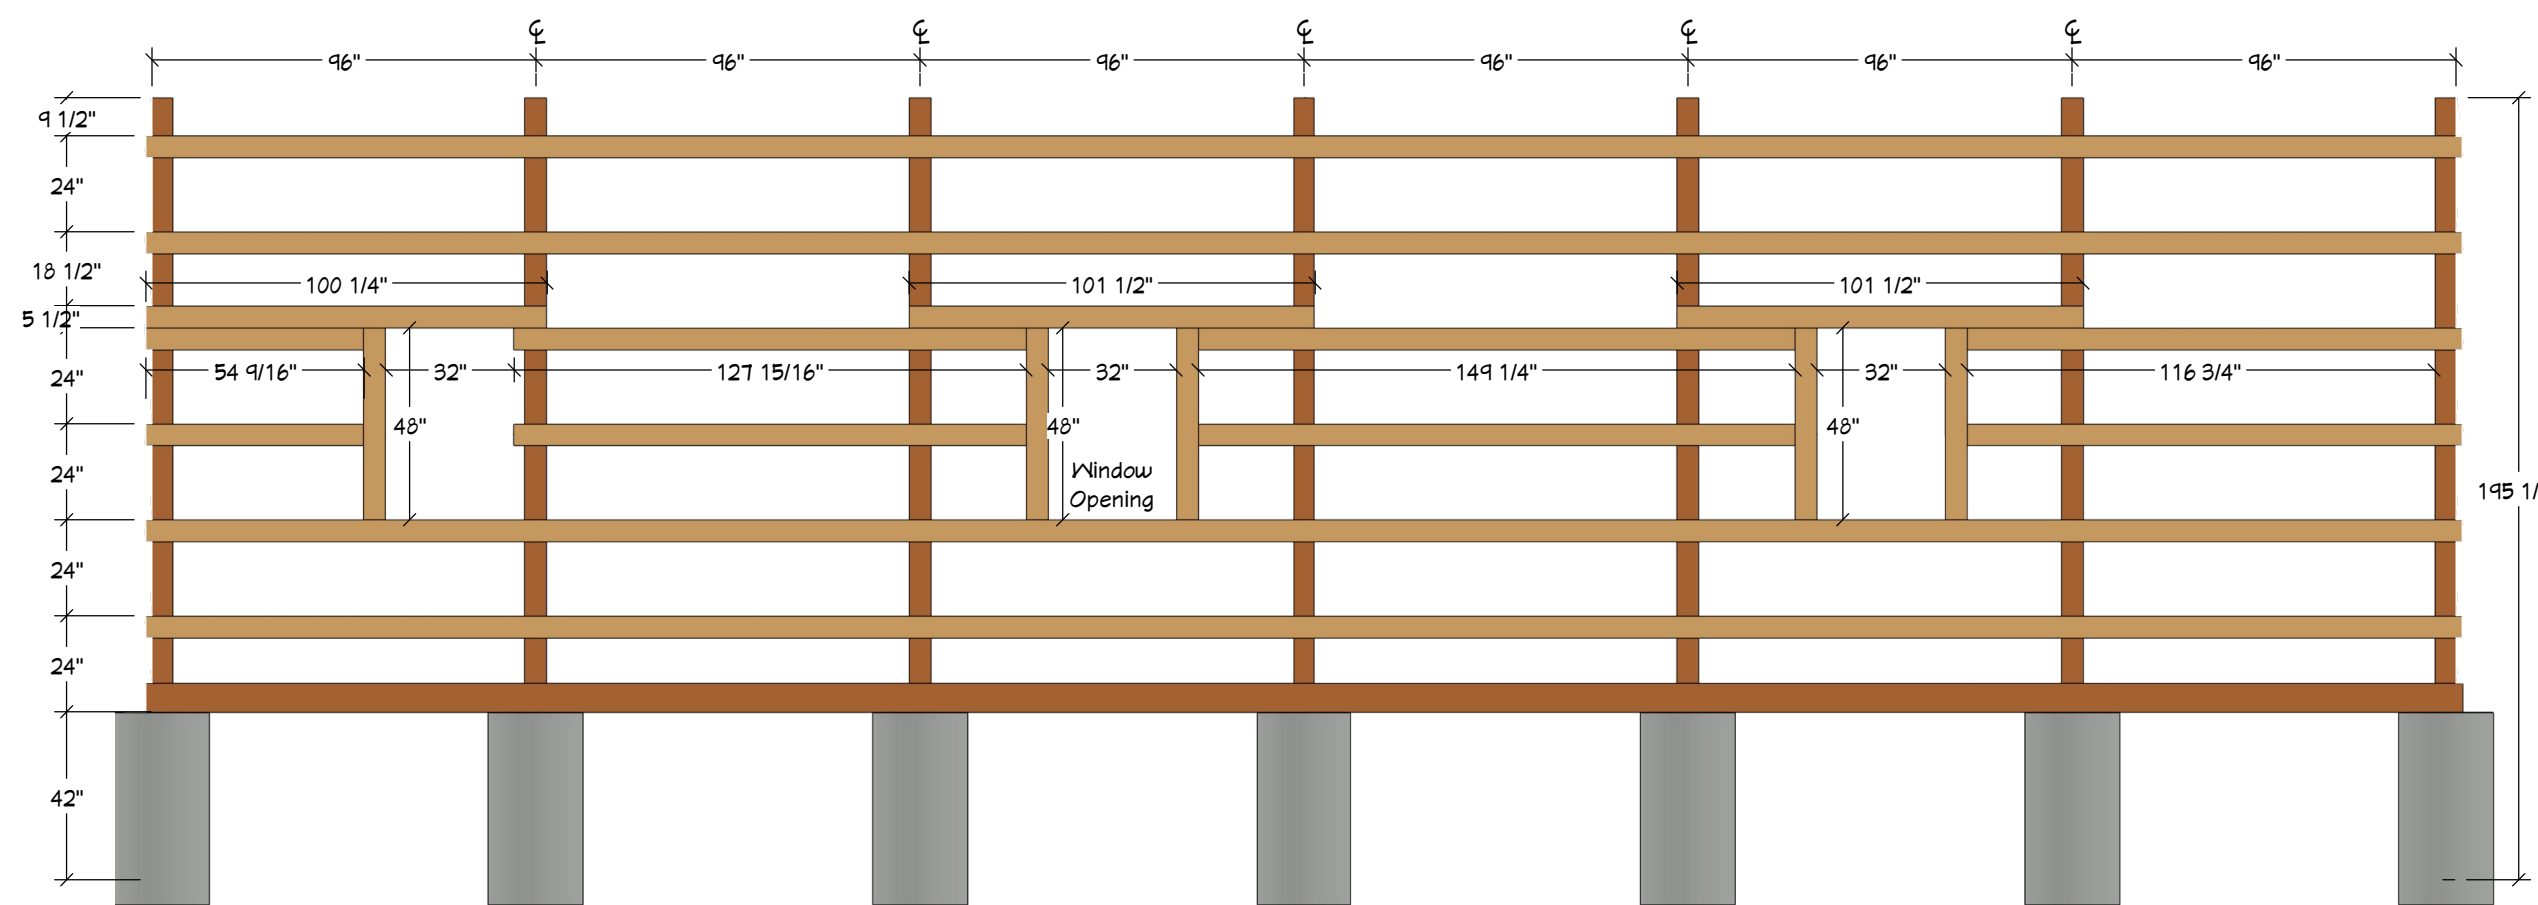 ℄ ℄ ℄ ℄ ℄
96" 96" 96" 96" 96" 96"
9 1/2"
24"
18 1/2"
100 1/4" 101 1/2" 101 1/2"
5 1/2"
24" 54 9/16" 32" 127 15/16" 32" 149 1/4" 32" 116 3/4"
48" 48" 48"
24" Window
Opening
195 1/
24"
24"
42"